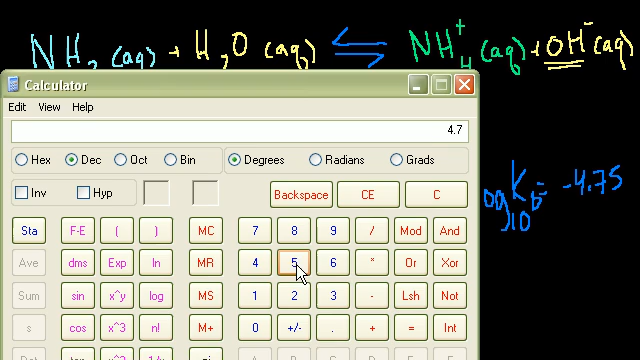 NH₃ (aq) + H₂O (aq) ⇌ NH₄⁺ (aq) + OH⁻ (aq)
Calculator
Edit View Help
4.7
Hex Dec Oct Bin Degrees Radians Grads
Inv Hyp Backspace CE C
og₁₀ K_b = -4.75
Sta F-E ( ) MC 7 8 9 / Mod And
Ave dms Exp ln MR 4 5 6 * Or Xor
Sum sin x^y log MS 1 2 3 - Lsh Not
s cos x^3 n! M+ 0 +/- . + = Int